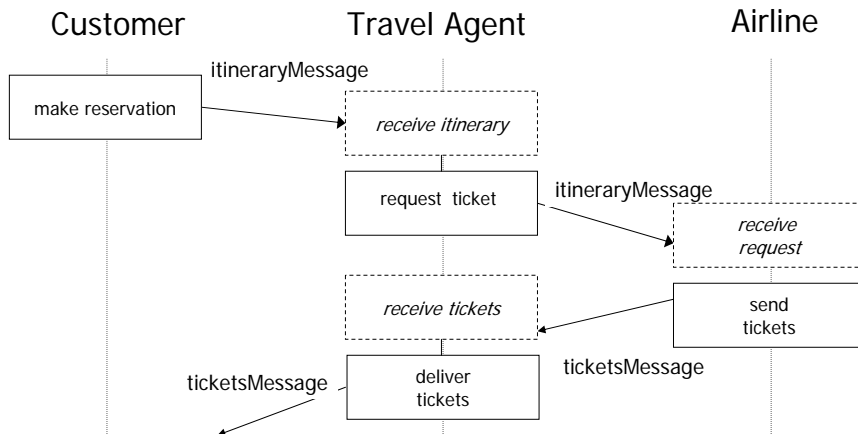 Customer
Travel Agent
Airline
itineraryMessage
make reservation
receive itinerary
request ticket
itineraryMessage
receive
request
receive tickets
send
tickets
ticketsMessage
ticketsMessage
deliver
tickets